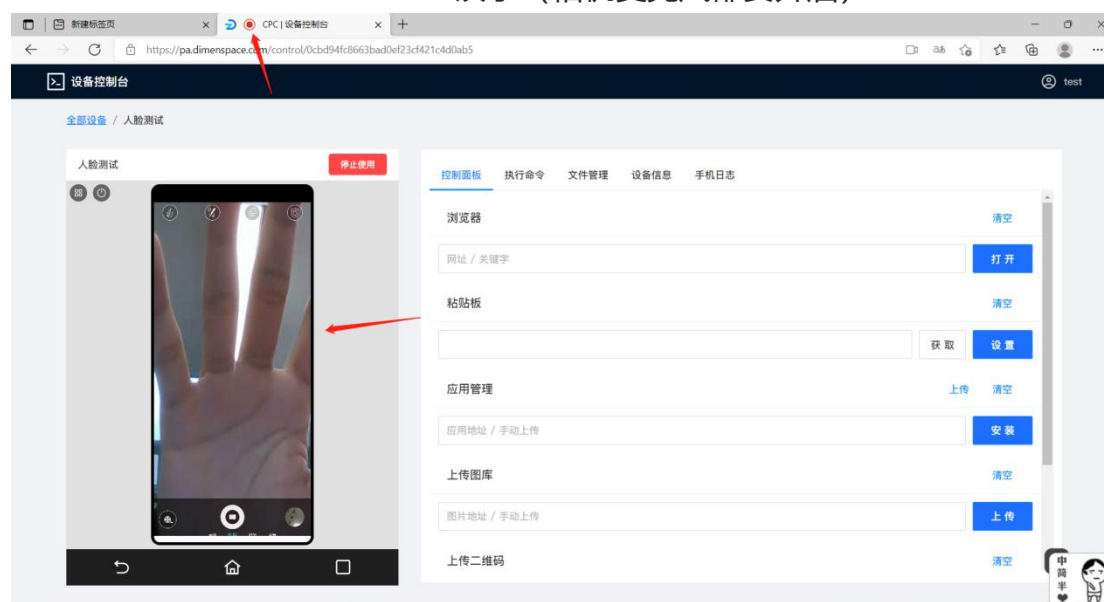 新建标签页
CPC | 设备控制台
https://pa.dimenspace.com/control/0cbd94fc8663bad0ef23cf421c4d0ab5
设备控制台
test
全部设备 / 人脸测试
人脸测试
停止使用
控制面板 执行命令 文件管理 设备信息 手机日志
浏览器 清空
网址 / 关键字 打 开
粘贴板 清空
获 取 设 置
应用管理 上传 清空
应用地址 / 手动上传 安 装
上传图库 清空
图片地址 / 手动上传 上 传
上传二维码 清空
中
简
半